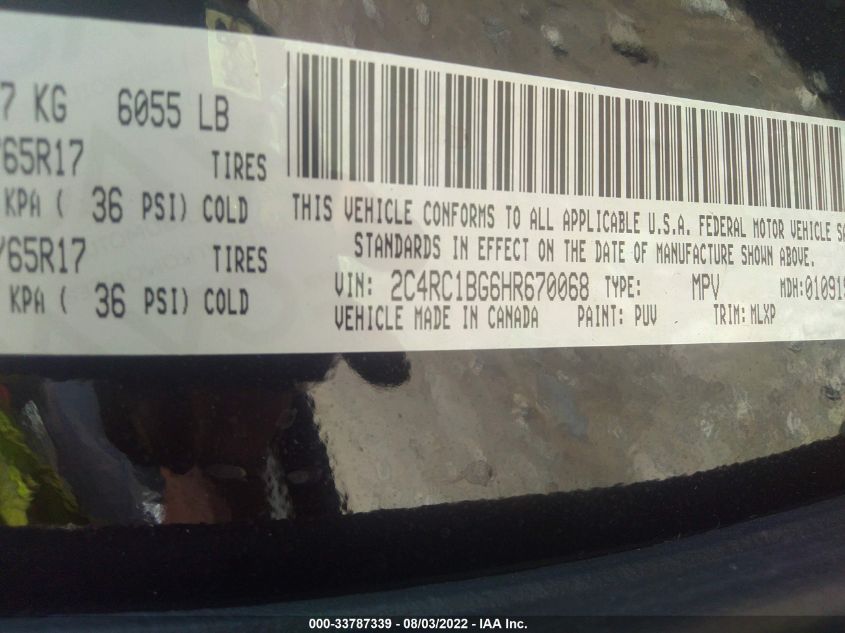 7 KG 6055 LB
65R17 TIRES
KPA ( 36 PSI) COLD
65R17 TIRES
KPA ( 36 PSI) COLD
THIS VEHICLE CONFORMS TO ALL APPLICABLE U.S.A. FEDERAL MOTOR VEHICLE SA
STANDARDS IN EFFECT ON THE DATE OF MANUFACTURE SHOWN ABOVE.
VIN: 2C4RC1BG6HR670068 TYPE: MPV MDH:01091
VEHICLE MADE IN CANADA PAINT: PUV TRIM: MLXP
000-33787339 - 08/03/2022 - IAA Inc.